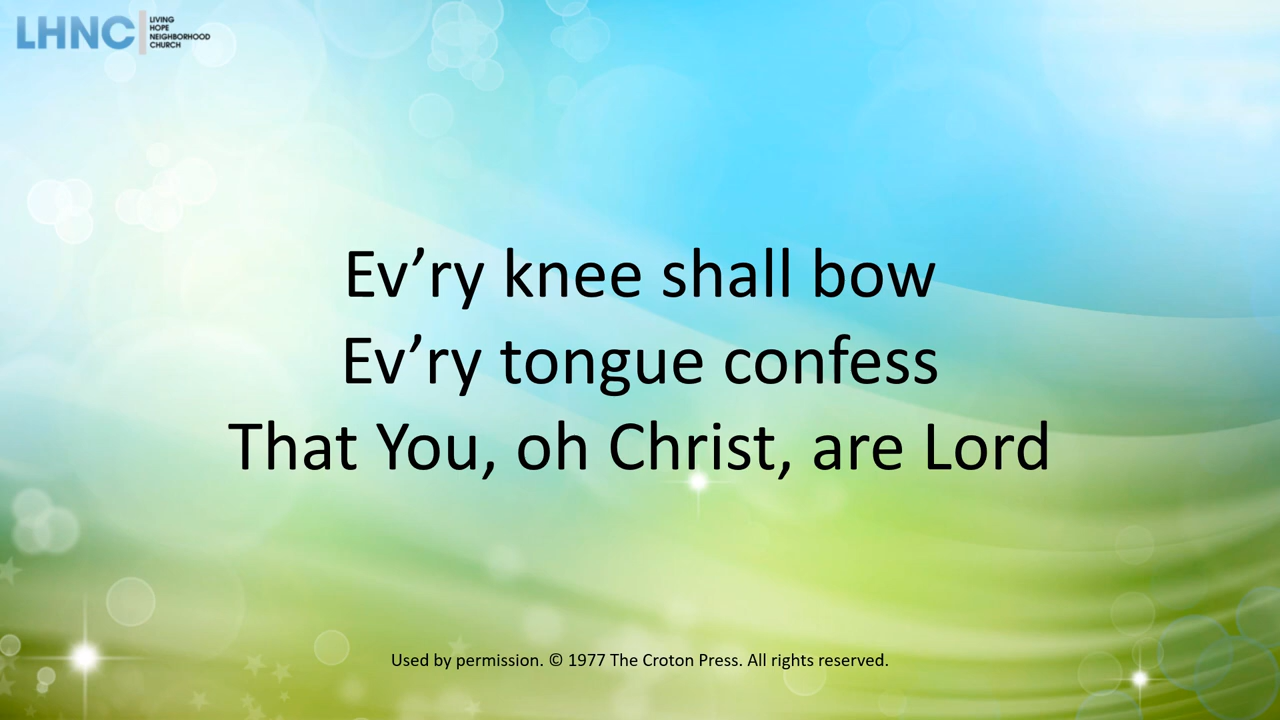 LHNC
LIVING
HOPE
NEIGHBORHOOD
CHURCH
Ev’ry knee shall bow
Ev’ry tongue confess
That You, oh Christ, are Lord
Used by permission. © 1977 The Croton Press. All rights reserved.